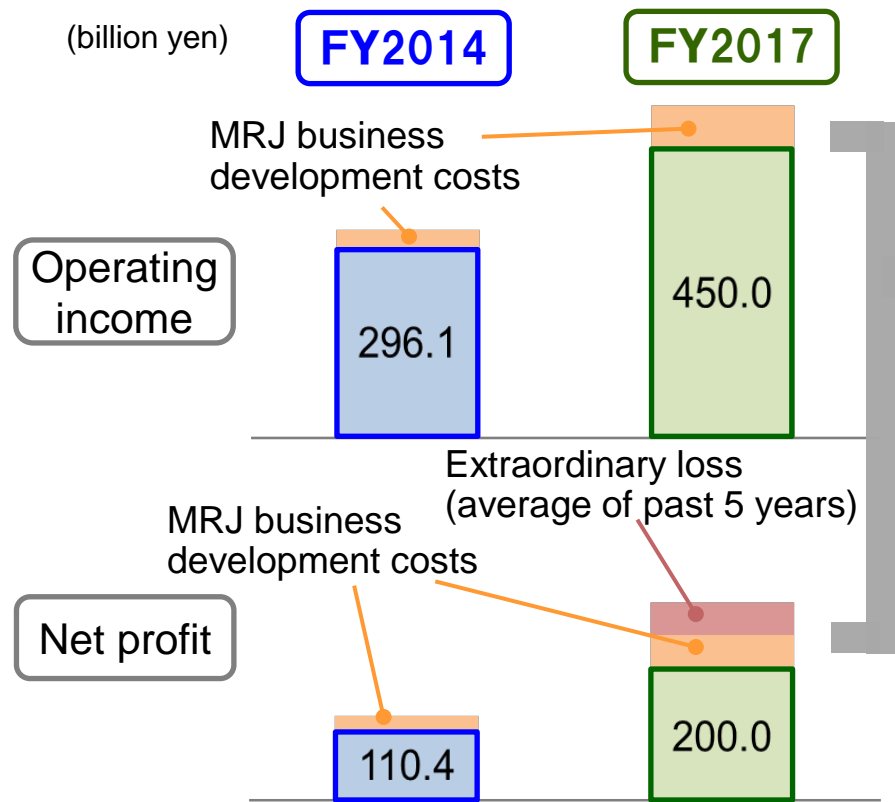 (billion yen)
FY2014
FY2017
MRJ business
development costs
Operating
income
296.1
450.0
Extraordinary loss
(average of past 5 years)
MRJ business
development costs
Net profit
110.4
200.0